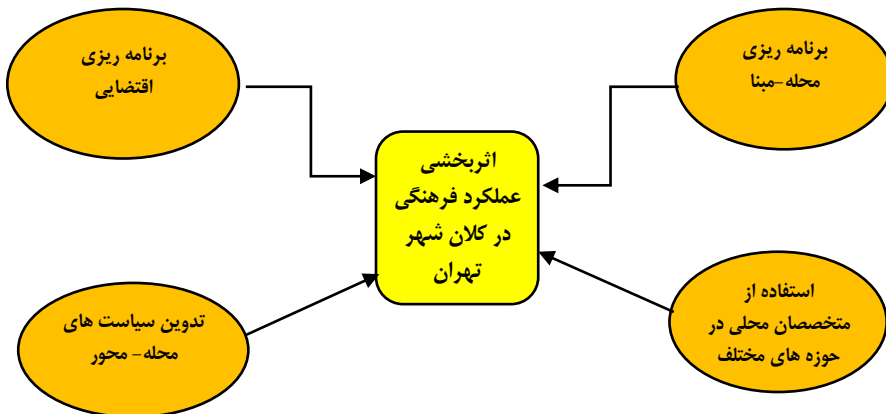 برنامه ریزی
محله-مبنا
برنامه ریزی
اقتضایی
اثربخشی
عملکرد فرهنگی
در کلان شهر
تهران
استفاده از
متخصصان محلی در
حوزه های مختلف
تدوین سیاست های
محله- محور